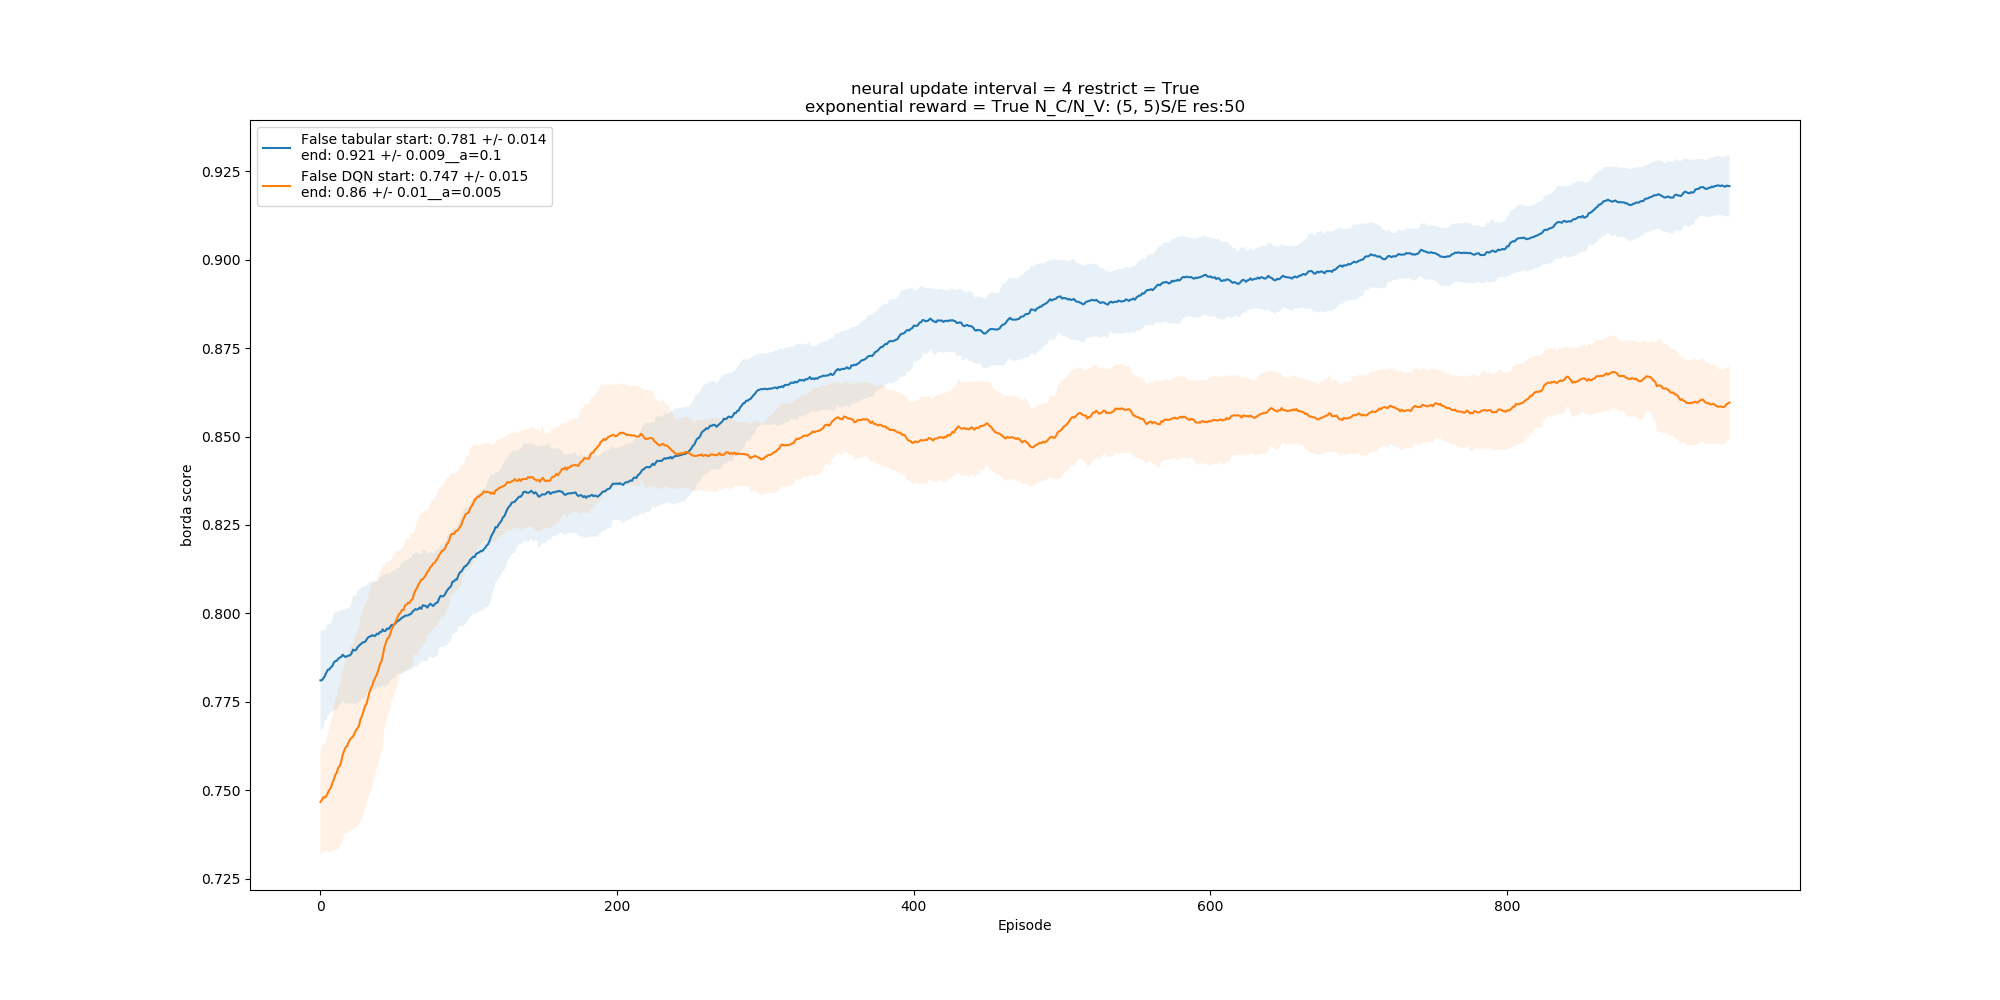 neural update interval = 4 restrict = True
exponential reward = True N_C/N_V: (5, 5)S/E res:50
False tabular start: 0.781 +/- 0.014
end: 0.921 +/- 0.009__a=0.1
False DQN start: 0.747 +/- 0.015
end: 0.86 +/- 0.01__a=0.005
0.925
0.900
0.875
0.850
0.825
0.800
0.775
0.750
0.725
borda score
0
200
400
600
800
Episode